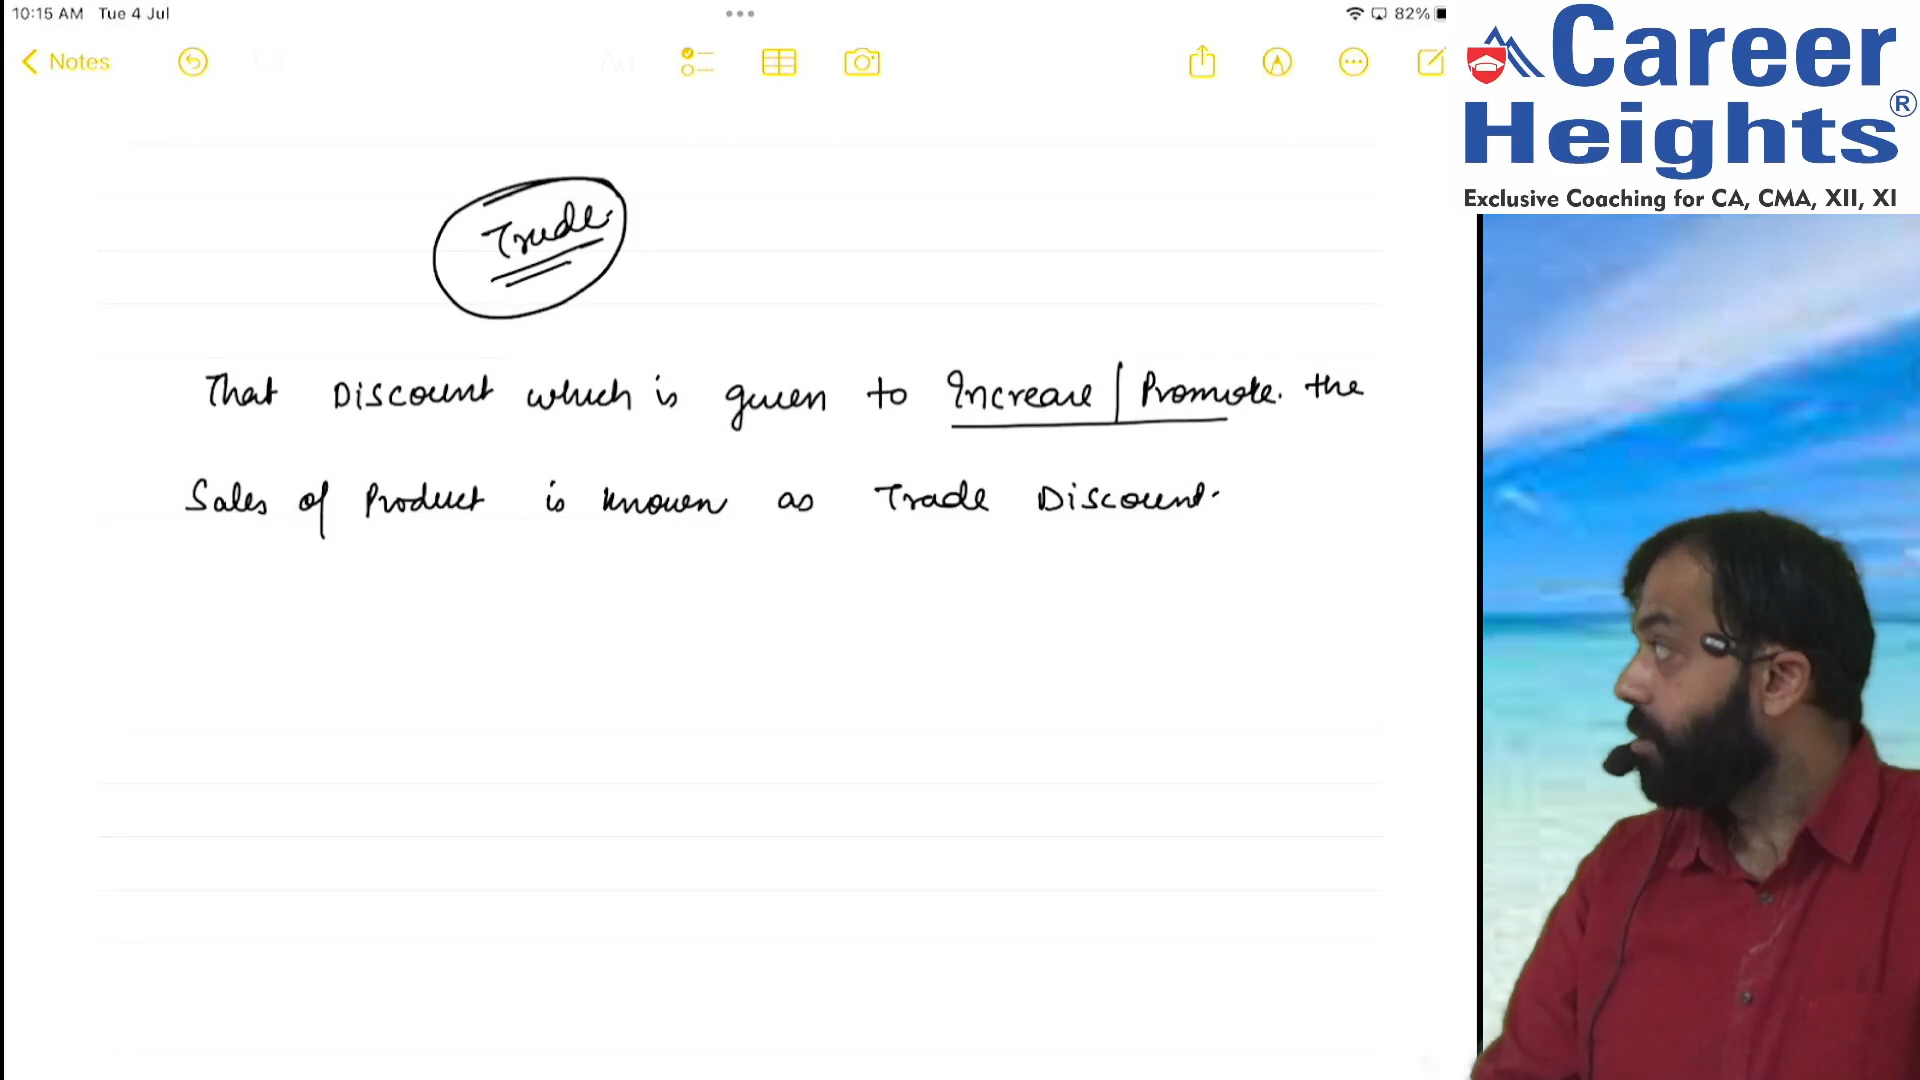 10:15 AM Tue 4 Jul
82%
Notes
Career
Heights®
Exclusive Coaching for CA, CMA, XII, XI
Trade.
That Discount which is given to Increase | Promote. the
Sales of Product is known as Trade Discount.